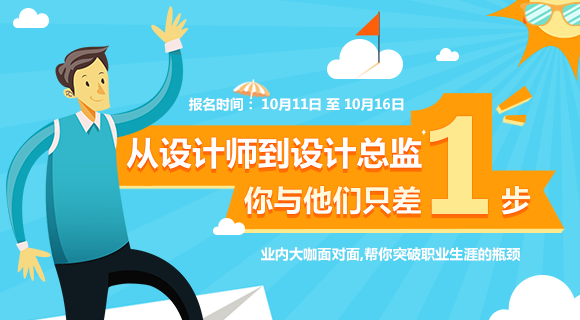 报名时间：10月11日 至 10月16日
从设计师到设计总监
你与他们只差1步
业内大咖面对面,帮你突破职业生涯的瓶颈